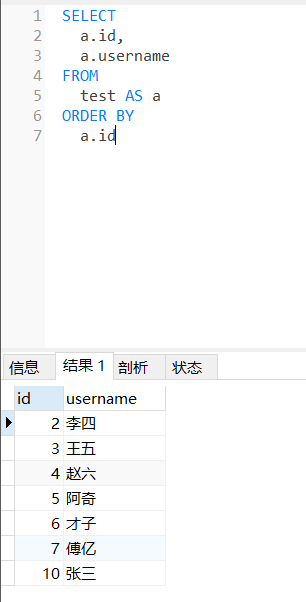 1 SELECT
2 a.id,
3 a.username
4 FROM
5 test AS a
6 ORDER BY
7 a.id
信息 结果 1 剖析 状态
id username
2 李四
3 王五
4 赵六
5 阿奇
6 才子
7 傅亿
10 张三